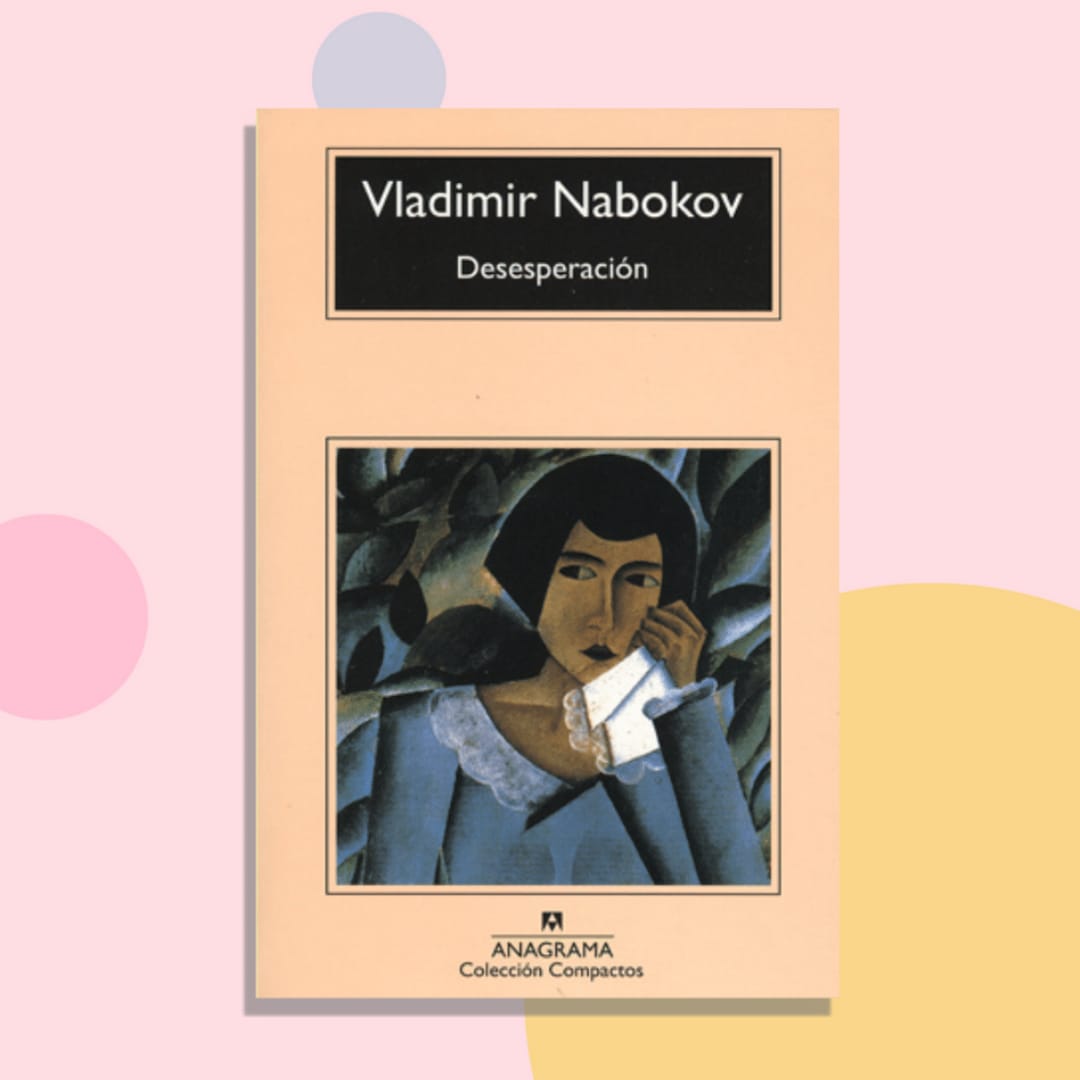 Vladimir Nabokov
Desesperación
ANAGRAMA
Colección Compactos